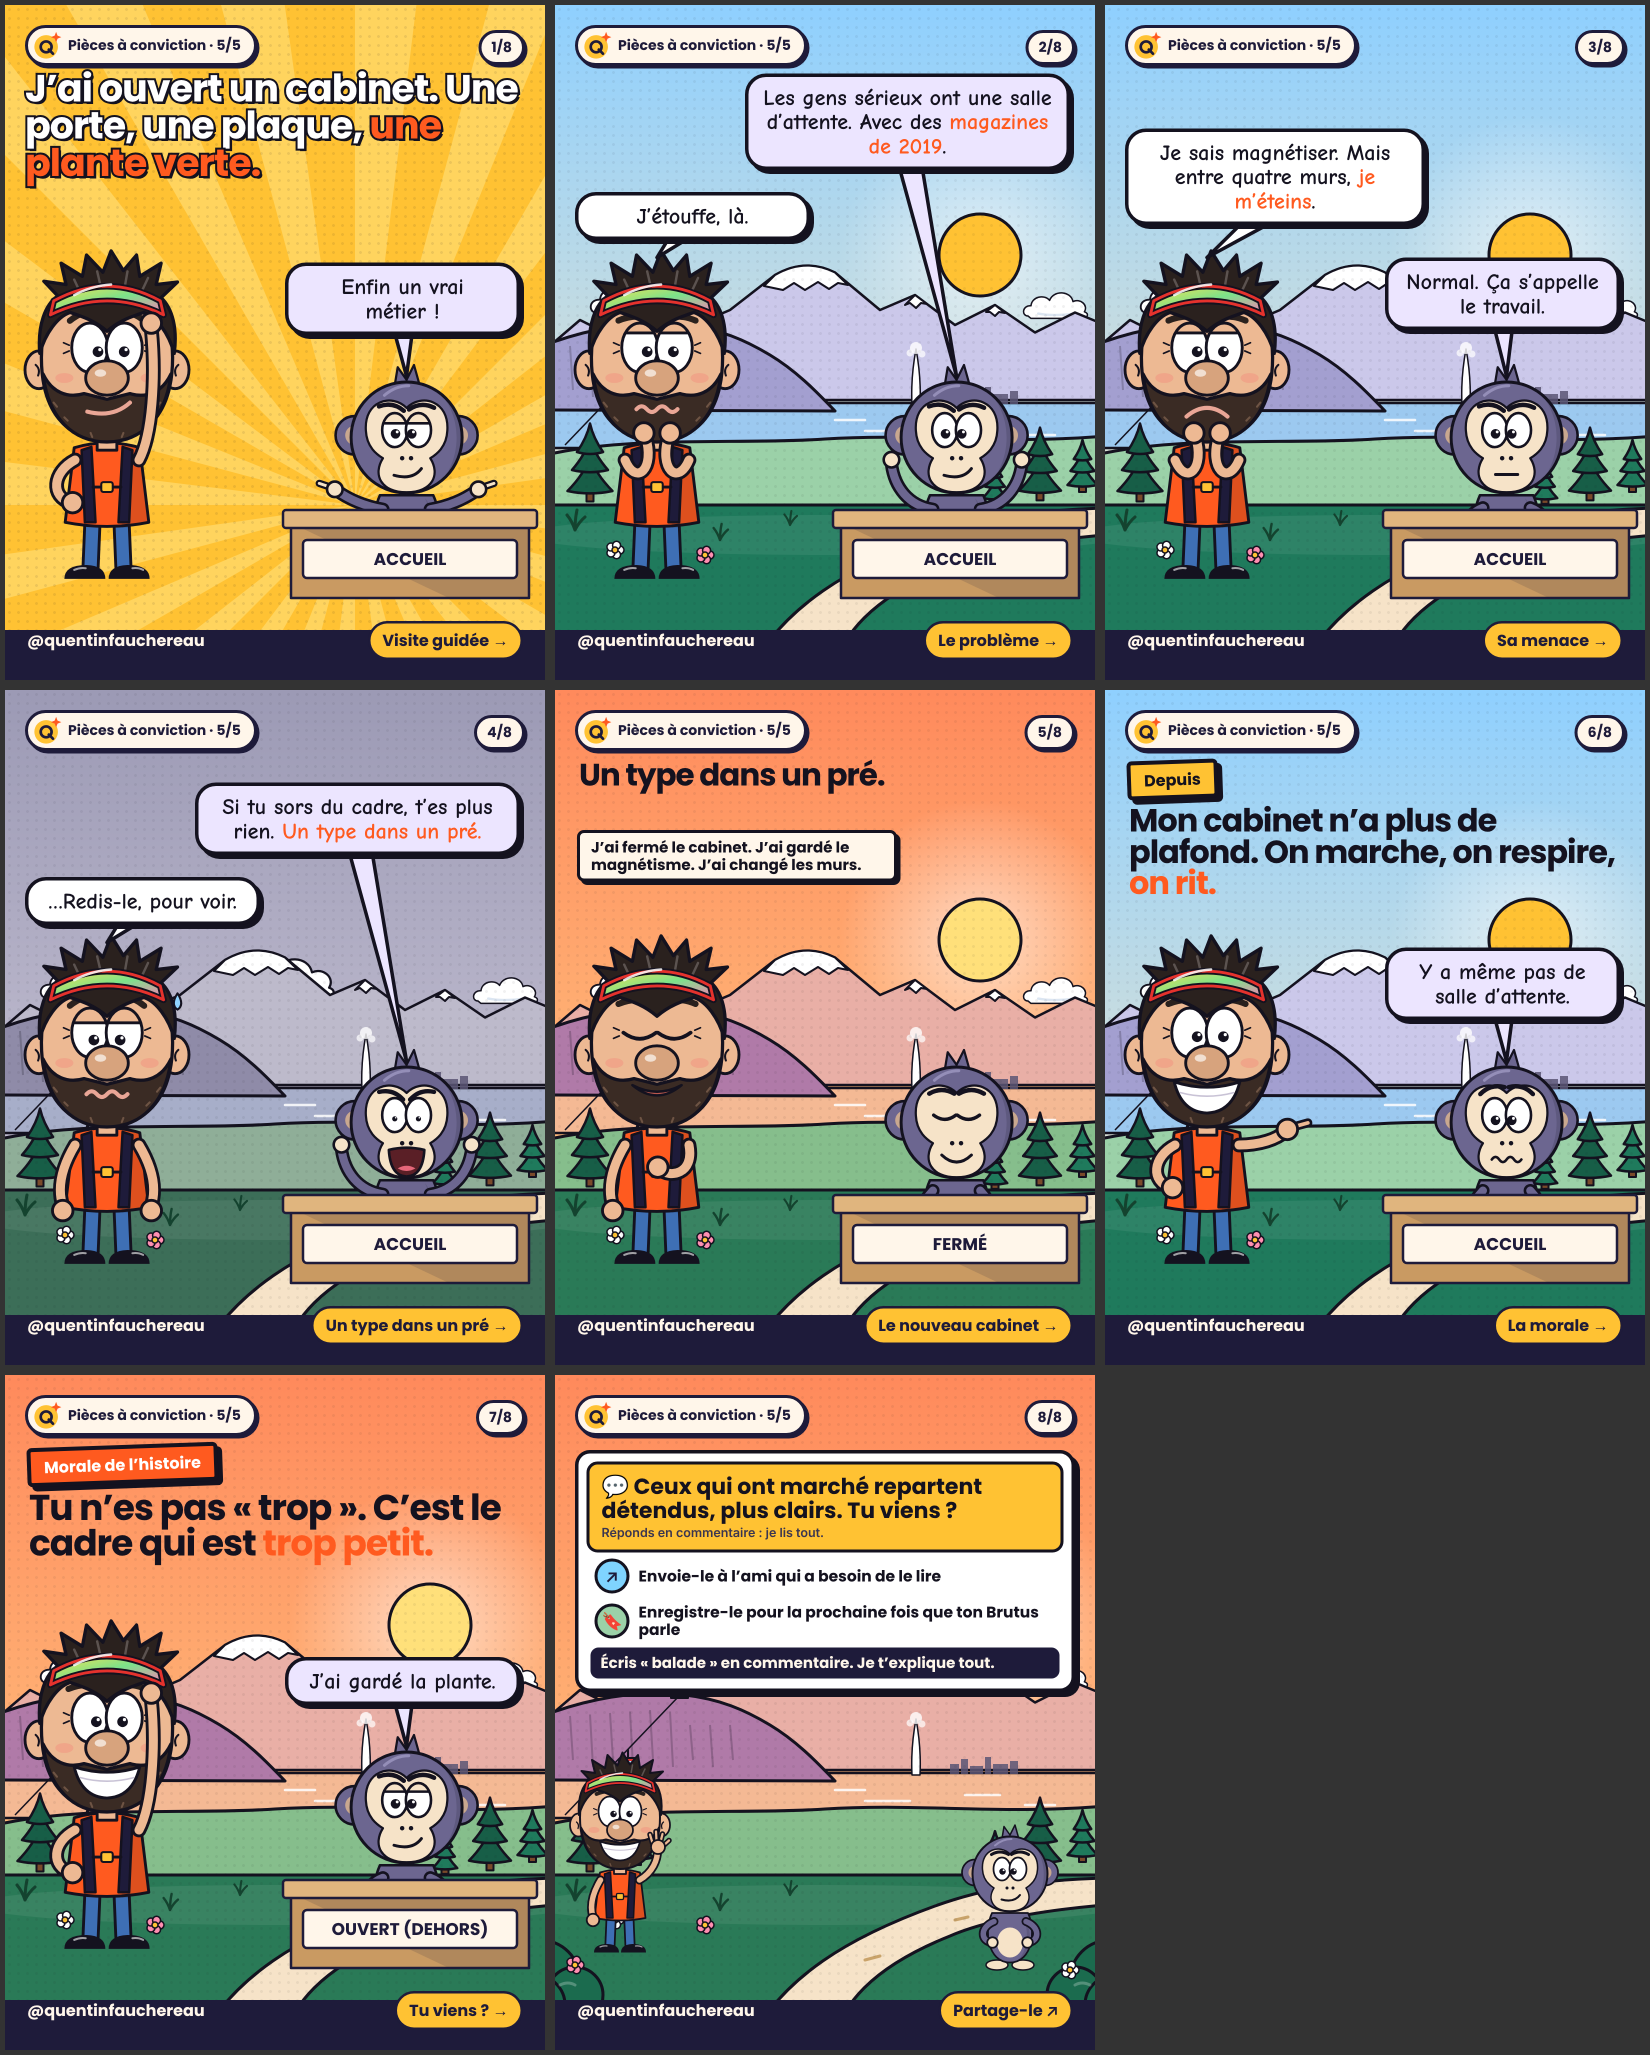 Q Pièces à conviction · 5/5
1/8
J'ai ouvert un cabinet. Une
porte, une plaque, une
plante verte.
Enfin un vrai
métier !
ACCUEIL
@quentinfauchereau
Visite guidée →
Q Pièces à conviction · 5/5
2/8
Les gens sérieux ont une salle
d'attente. Avec des magazines
de 2019.
J'étouffe, là.
ACCUEIL
@quentinfauchereau
Le problème →
Q Pièces à conviction · 5/5
3/8
Je sais magnétiser. Mais
entre quatre murs, je
m'éteins.
Normal. Ça s'appelle
le travail.
ACCUEIL
@quentinfauchereau
Sa menace →
Q Pièces à conviction · 5/5
4/8
Si tu sors du cadre, t'es plus
rien. Un type dans un pré.
...Redis-le, pour voir.
ACCUEIL
@quentinfauchereau
Un type dans un pré →
Q Pièces à conviction · 5/5
5/8
Un type dans un pré.
J'ai fermé le cabinet. J'ai gardé le
magnétisme. J'ai changé les murs.
FERMÉ
@quentinfauchereau
Le nouveau cabinet →
Q Pièces à conviction · 5/5
6/8
Depuis
Mon cabinet n'a plus de
plafond. On marche, on respire,
on rit.
Y a même pas de
salle d'attente.
ACCUEIL
@quentinfauchereau
La morale →
Q Pièces à conviction · 5/5
7/8
Morale de l'histoire
Tu n'es pas « trop ». C'est le
cadre qui est trop petit.
J'ai gardé la plante.
OUVERT (DEHORS)
@quentinfauchereau
Tu viens ? →
Q Pièces à conviction · 5/5
8/8
💬 Ceux qui ont marché repartent
détendus, plus clairs. Tu viens ?
Réponds en commentaire : je lis tout.
Envoie-le à l'ami qui a besoin de le lire
Enregistre-le pour la prochaine fois que ton Brutus
parle
Écris « balade » en commentaire. Je t'explique tout.
@quentinfauchereau
Partage-le ↗